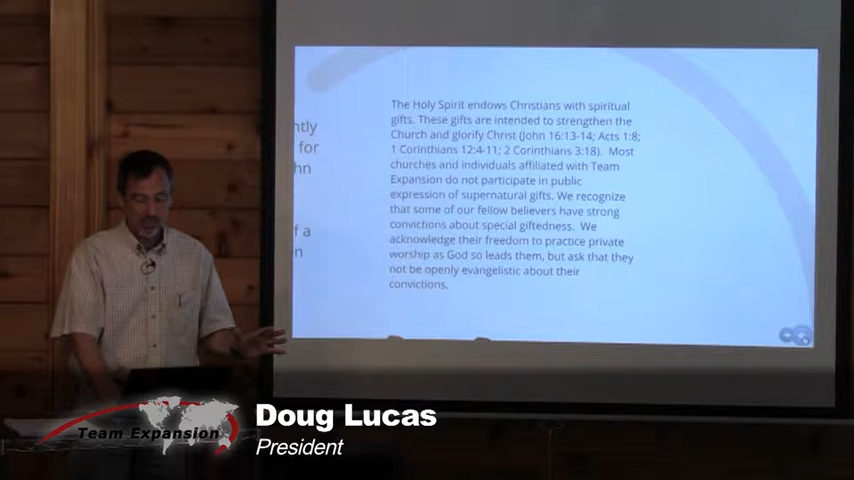 The Holy Spirit endows Christians with spiritual
gifts. These gifts are intended to strengthen the
Church and glorify Christ (John 16:13-14; Acts 1:8;
1 Corinthians 12:4-11; 2 Corinthians 3:18). Most
churches and individuals affiliated with Team
Expansion do not participate in public
expression of supernatural gifts. We recognize
that some of our fellow believers have strong
convictions about special giftedness. We
acknowledge their freedom to practice private
worship as God so leads them, but ask that they
not be openly evangelistic about their
convictions.
for
Team Expansion
Doug Lucas
President